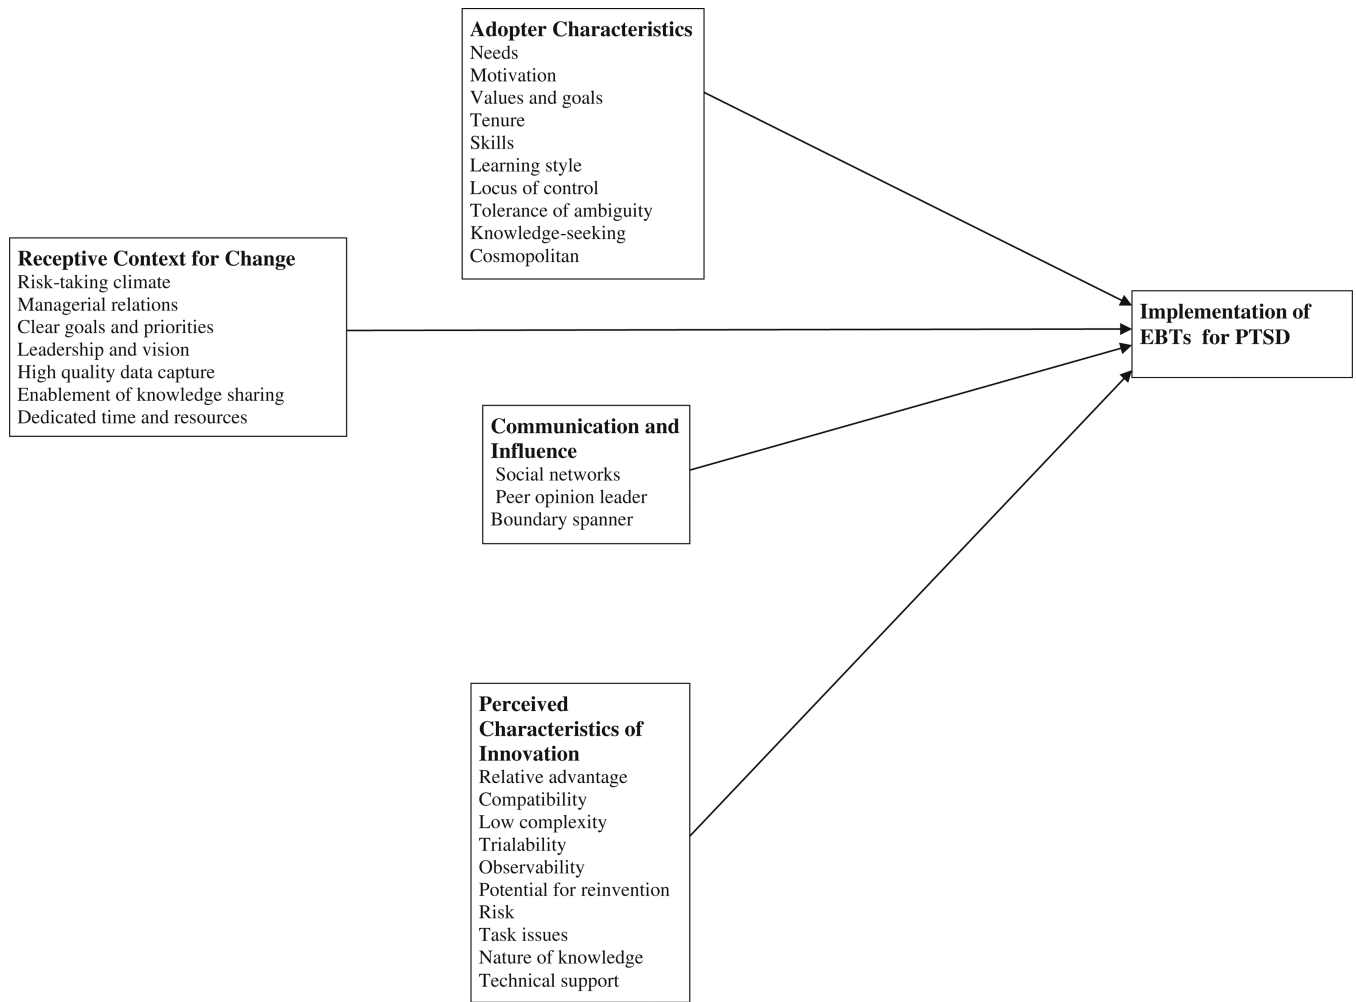 Adopter Characteristics
Needs
Motivation
Values and goals
Tenure
Skills
Learning style
Locus of control
Tolerance of ambiguity
Knowledge-seeking
Cosmopolitan
Receptive Context for Change
Risk-taking climate
Managerial relations
Clear goals and priorities
Leadership and vision
High quality data capture
Enablement of knowledge sharing
Dedicated time and resources
Implementation of
EBTs for PTSD
Communication and
Influence
Social networks
Peer opinion leader
Boundary spanner
Perceived
Characteristics of
Innovation
Relative advantage
Compatibility
Low complexity
Trialability
Observability
Potential for reinvention
Risk
Task issues
Nature of knowledge
Technical support